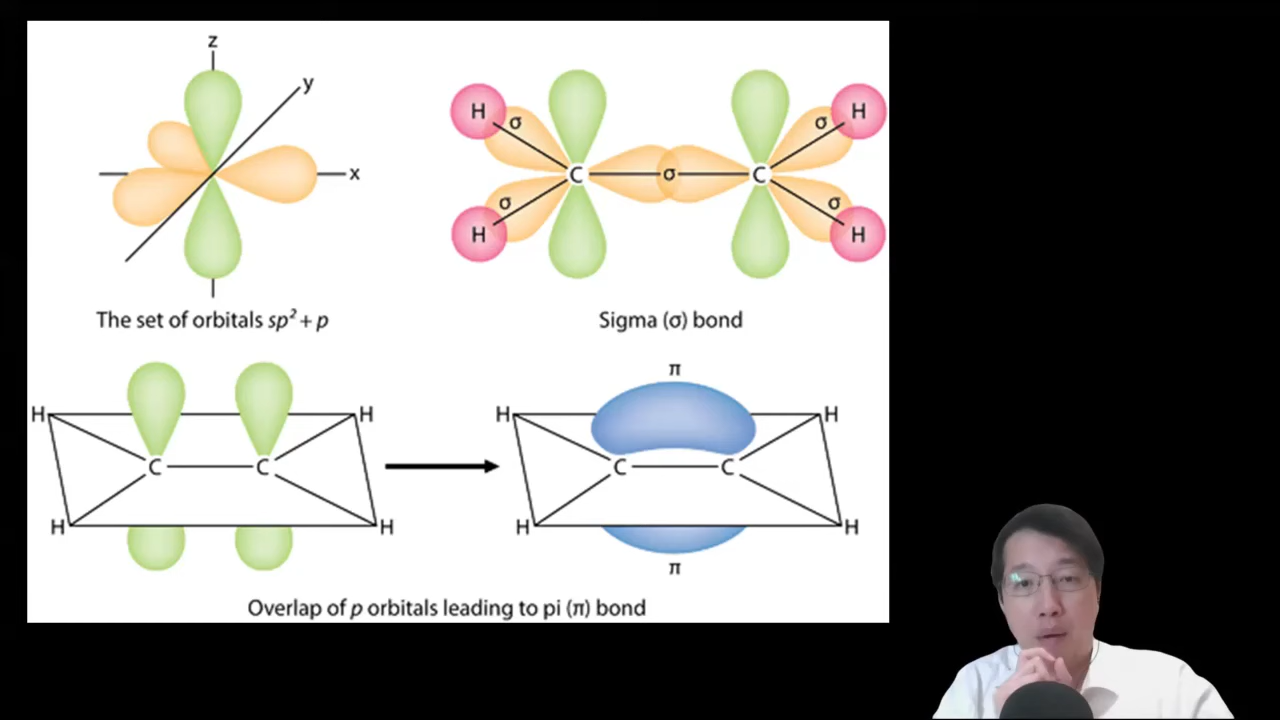 z
y
x
The set of orbitals sp² + p
H σ σ H
C σ C
H σ σ H
Sigma (σ) bond
H H
C C
H H
π
H H
C C
H H
π
Overlap of p orbitals leading to pi (π) bond